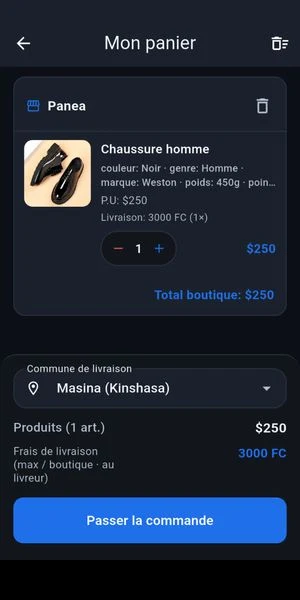 Mon panier
Panea
Chaussure homme
couleur: Noir · genre: Homme ·
marque: Weston · poids: 450g · poin…
P.U: $250
Livraison: 3000 FC (1×)
1
$250
Total boutique: $250
Commune de livraison
Masina (Kinshasa)
Produits (1 art.)
$250
Frais de livraison
(max / boutique · au
livreur)
3000 FC
Passer la commande